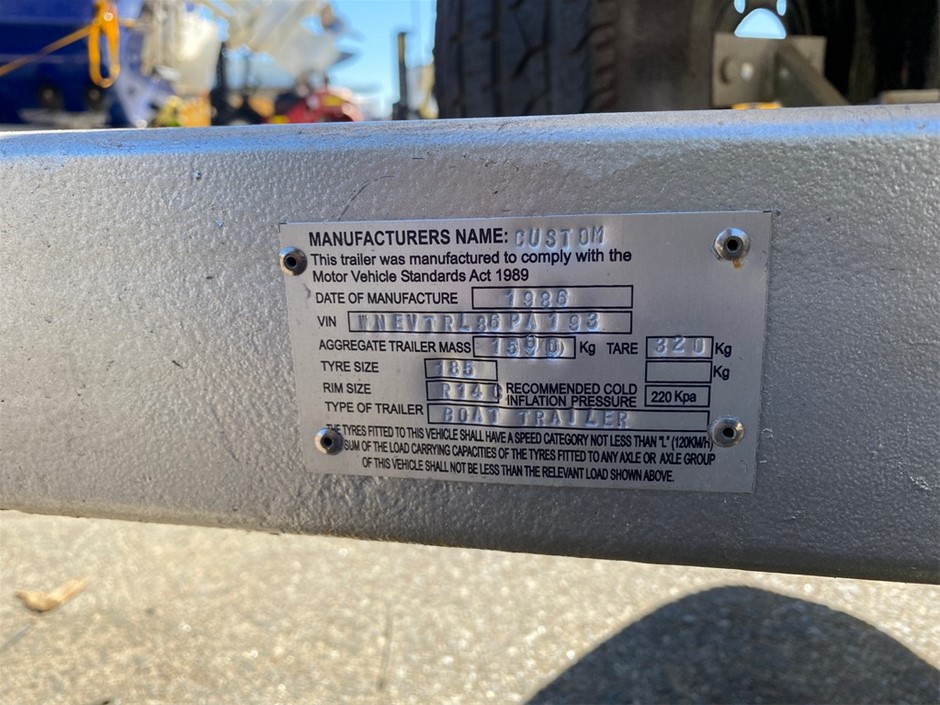 MANUFACTURERS NAME: CUSTOM
This trailer was manufactured to comply with the
Motor Vehicle Standards Act 1989
DATE OF MANUFACTURE 1986
VIN WNEVTRL86PA193
AGGREGATE TRAILER MASS 1590 Kg TARE 320 Kg
TYRE SIZE 185 Kg
RIM SIZE R14C RECOMMENDED COLD INFLATION PRESSURE 220 Kpa
TYPE OF TRAILER BOAT TRAILER
THE TYRES FITTED TO THIS VEHICLE SHALL HAVE A SPEED CATEGORY NOT LESS THAN "L" (120KM/H)
SUM OF THE LOAD CARRYING CAPACITIES OF THE TYRES FITTED TO ANY AXLE OR AXLE GROUP
OF THIS VEHICLE SHALL NOT BE LESS THAN THE RELEVANT LOAD SHOWN ABOVE.